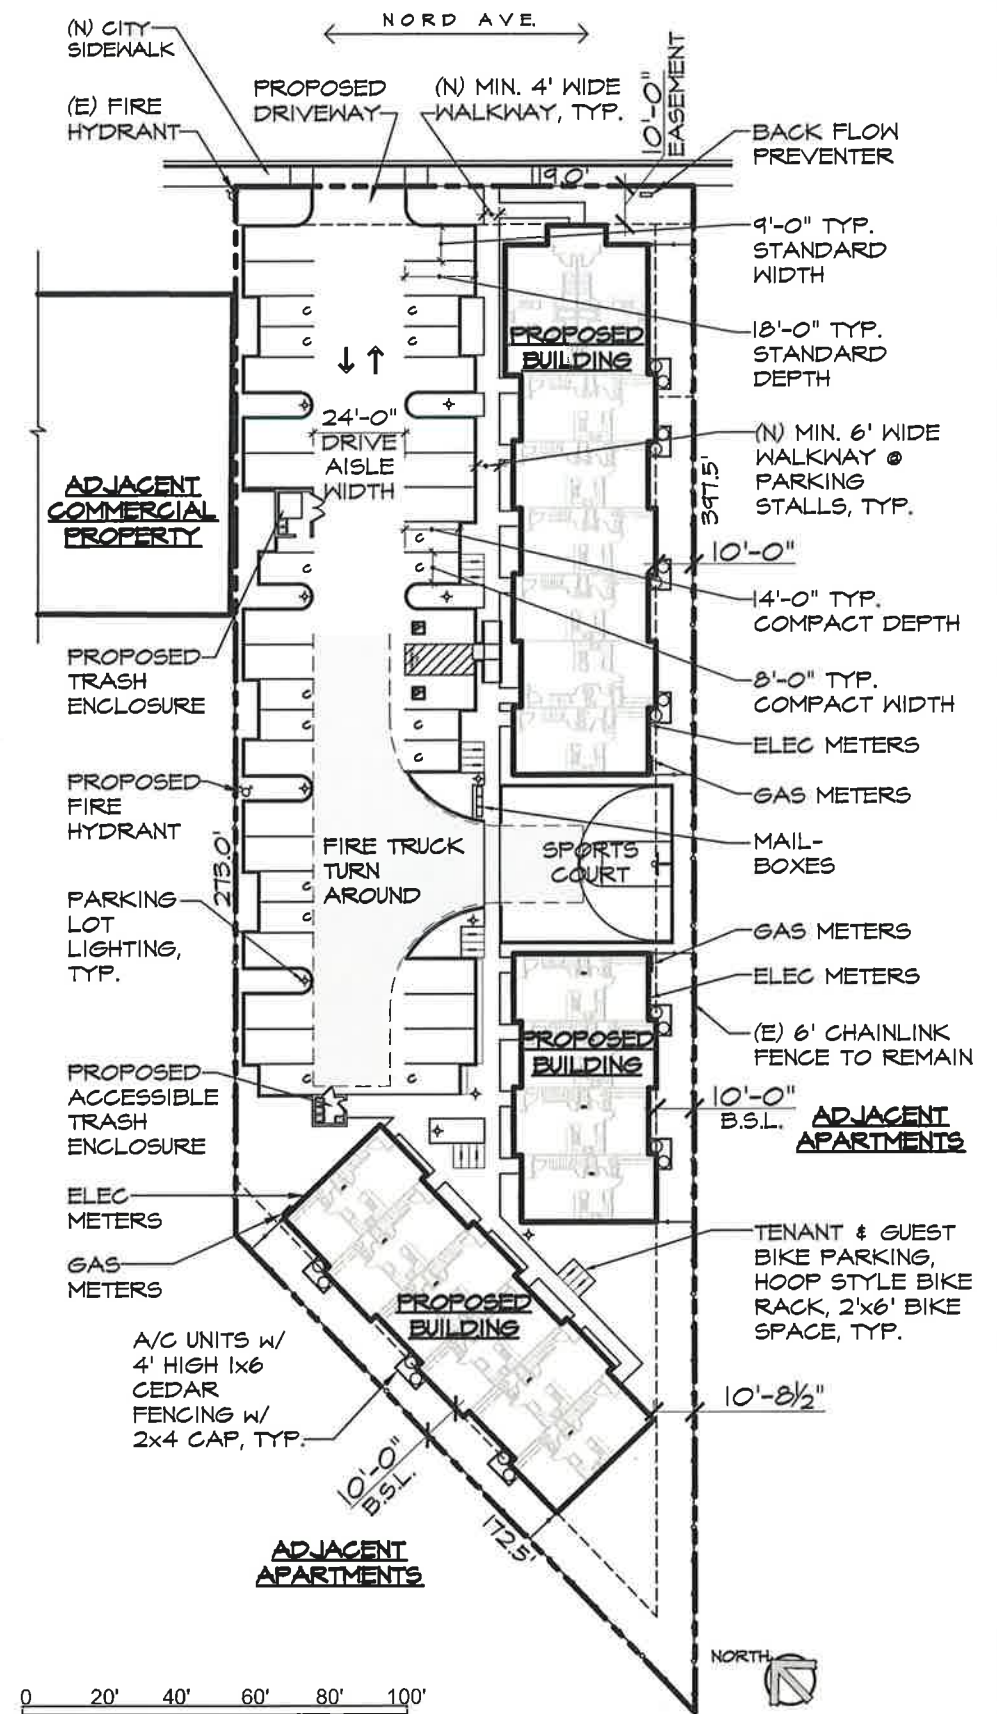 NORD AVE.
(N) CITY
SIDEWALK
PROPOSED
DRIVEWAY
(N) MIN. 4' WIDE
WALKWAY, TYP.
10'-0"
EASEMENT
(E) FIRE
HYDRANT
BACK FLOW
PREVENTER
119.0'
9'-0" TYP.
STANDARD
WIDTH
PROPOSED
BUILDING
18'-0" TYP.
STANDARD
DEPTH
24'-0"
DRIVE
AISLE
WIDTH
(N) MIN. 6' WIDE
WALKWAY @
PARKING
STALLS, TYP.
397.5'
ADJACENT
COMMERCIAL
PROPERTY
10'-0"
14'-0" TYP.
COMPACT DEPTH
PROPOSED
TRASH
ENCLOSURE
8'-0" TYP.
COMPACT WIDTH
ELEC METERS
PROPOSED
FIRE
HYDRANT
GAS METERS
273.0'
FIRE TRUCK
TURN
AROUND
SPORTS
COURT
MAIL-
BOXES
PARKING
LOT
LIGHTING,
TYP.
GAS METERS
ELEC METERS
PROPOSED
BUILDING
(E) 6' CHAINLINK
FENCE TO REMAIN
PROPOSED
ACCESSIBLE
TRASH
ENCLOSURE
10'-0"
B.S.L.
ADJACENT
APARTMENTS
ELEC
METERS
GAS
METERS
TENANT & GUEST
BIKE PARKING,
HOOP STYLE BIKE
RACK, 2'x6' BIKE
SPACE, TYP.
PROPOSED
BUILDING
A/C UNITS W/
4' HIGH 1x6
CEDAR
FENCING W/
2x4 CAP, TYP.
10'-8½"
10'-0"
B.S.L.
172.5'
ADJACENT
APARTMENTS
NORTH
0 20' 40' 60' 80' 100'